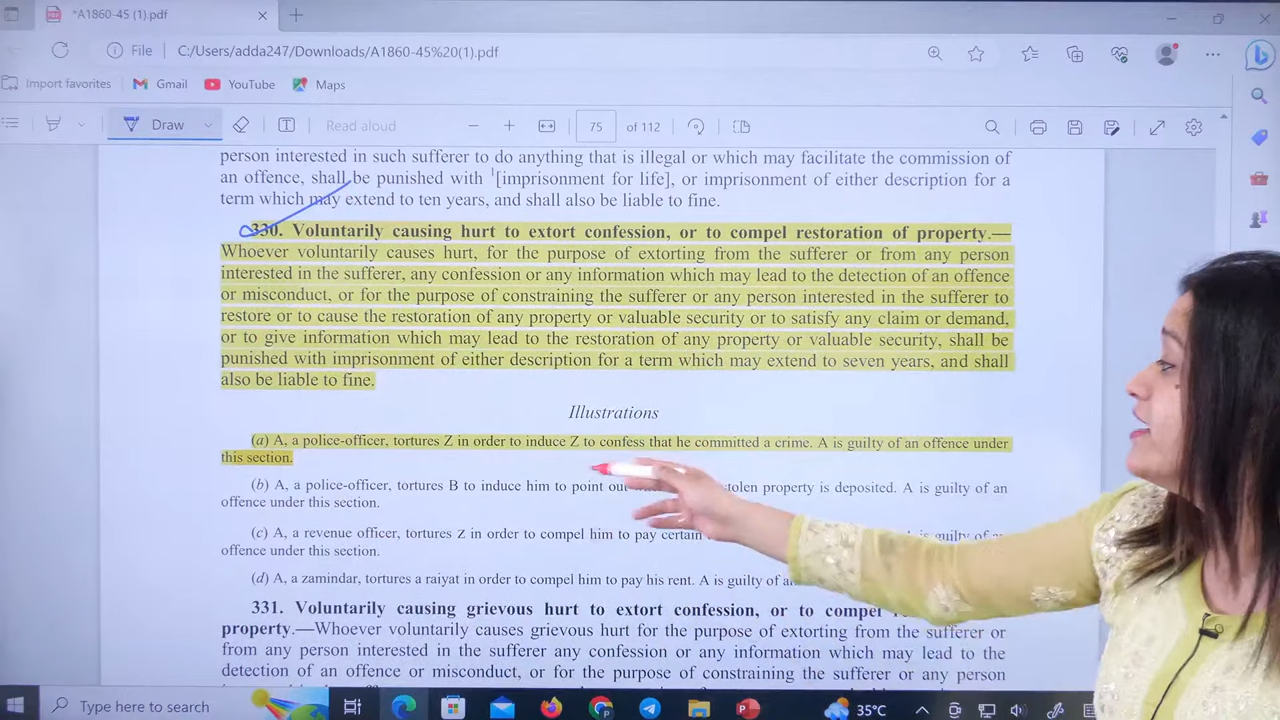 *A1860-45 (1).pdf
File C:/Users/adda247/Downloads/A1860-45%20(1).pdf
Import favorites Gmail YouTube Maps
Draw Read aloud 75 of 112
person interested in such sufferer to do anything that is illegal or which may facilitate the commission of
an offence, shall be punished with 1[imprisonment for life], or imprisonment of either description for a
term which may extend to ten years, and shall also be liable to fine.
330. Voluntarily causing hurt to extort confession, or to compel restoration of property.—
Whoever voluntarily causes hurt, for the purpose of extorting from the sufferer or from any person
interested in the sufferer, any confession or any information which may lead to the detection of an offence
or misconduct, or for the purpose of constraining the sufferer or any person interested in the sufferer to
restore or to cause the restoration of any property or valuable security or to satisfy any claim or demand,
or to give information which may lead to the restoration of any property or valuable security, shall be
punished with imprisonment of either description for a term which may extend to seven years, and shall
also be liable to fine.
Illustrations
(a) A, a police-officer, tortures Z in order to induce Z to confess that he committed a crime. A is guilty of an offence under
this section.
(b) A, a police-officer, tortures B to induce him to point stolen property is deposited. A is guilty of an
offence under this section.
(c) A, a revenue officer, tortures Z in order to compel him to pay certain is guilty of
offence under this section.
(d) A, a zamindar, tortures a raiyat in order to compel him to pay his rent. A is guilty of
331. Voluntarily causing grievous hurt to extort confession, or to compel
property.—Whoever voluntarily causes grievous hurt for the purpose of extorting from the sufferer or
from any person interested in the sufferer any confession or any information which may lead to the
detection of an offence or misconduct, or for the purpose of constraining the sufferer or any person
Type here to search 35°C